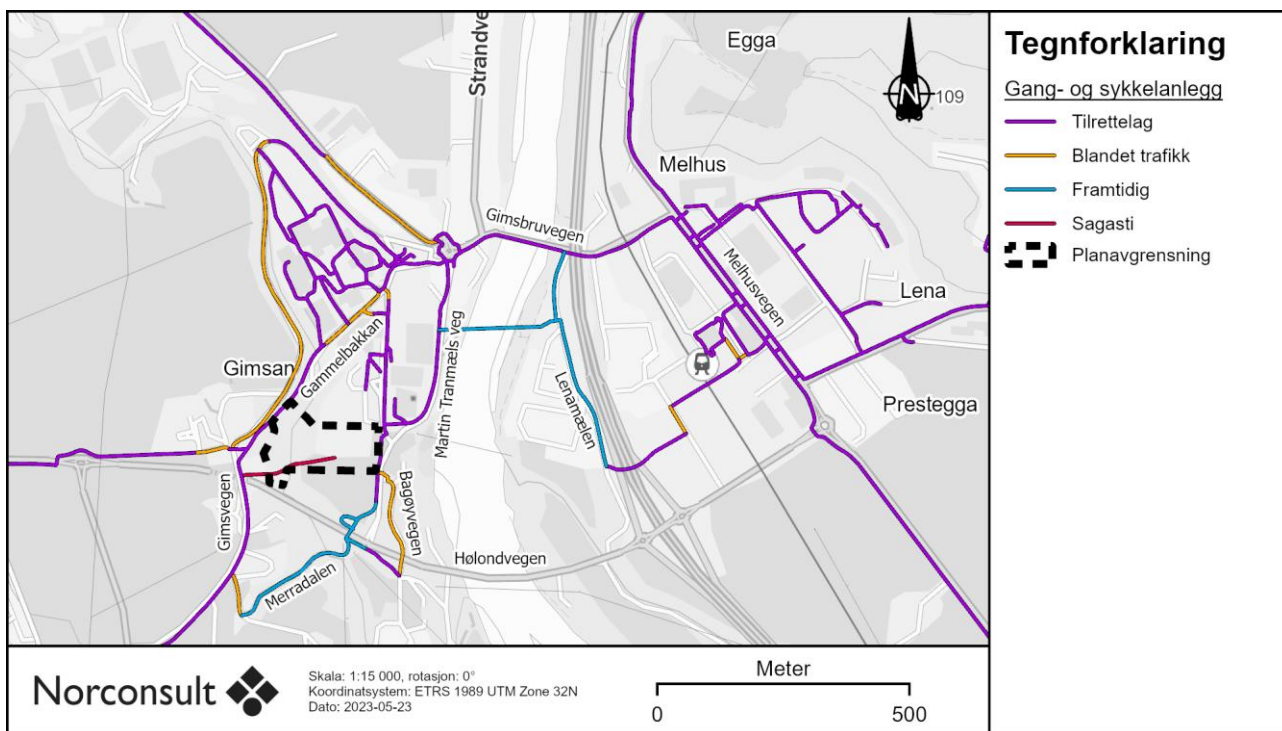 Egga
109
Strandve
Melhus
Gimsbruvegen
Melhusvegen
Lena
Gammelbakkan
Gimsan
Martin Tranmæls veg
Lenamælen
Prestegga
Gimsvegen
Bagøyvegen
Hølondvegen
Merradalen
N
Tegnforklaring
Gang- og sykkelanlegg
Tilrettelag
Blandet trafikk
Framtidig
Sagasti
Planavgrensning
Norconsult
Skala: 1:15 000, rotasjon: 0°
Koordinatsystem: ETRS 1989 UTM Zone 32N
Dato: 2023-05-23
Meter
0 500